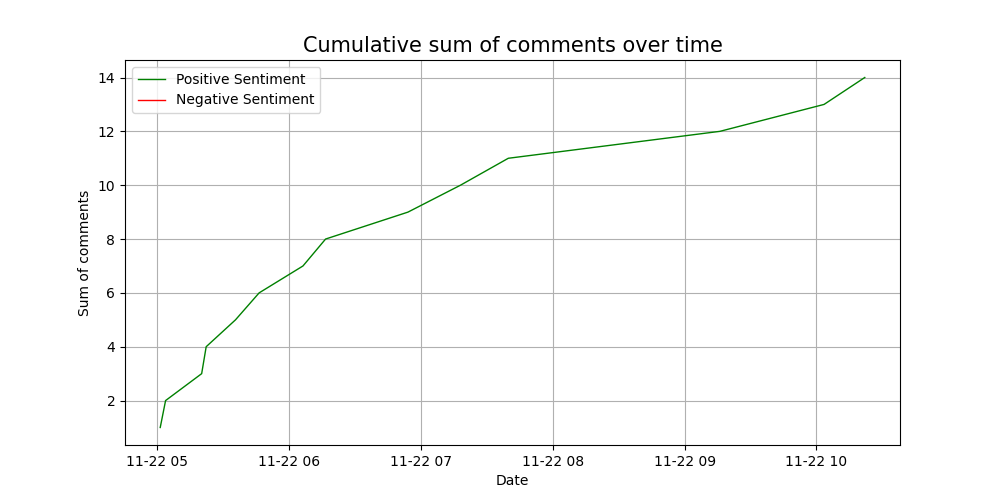 Cumulative sum of comments over time
Positive Sentiment
Negative Sentiment
14
12
10
8
6
4
2
Sum of comments
11-22 05 11-22 06 11-22 07 11-22 08 11-22 09 11-22 10
Date